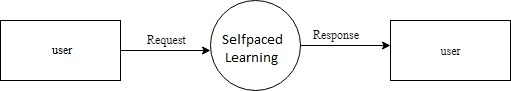 user
Request
Selfpaced
Learning
Response
user